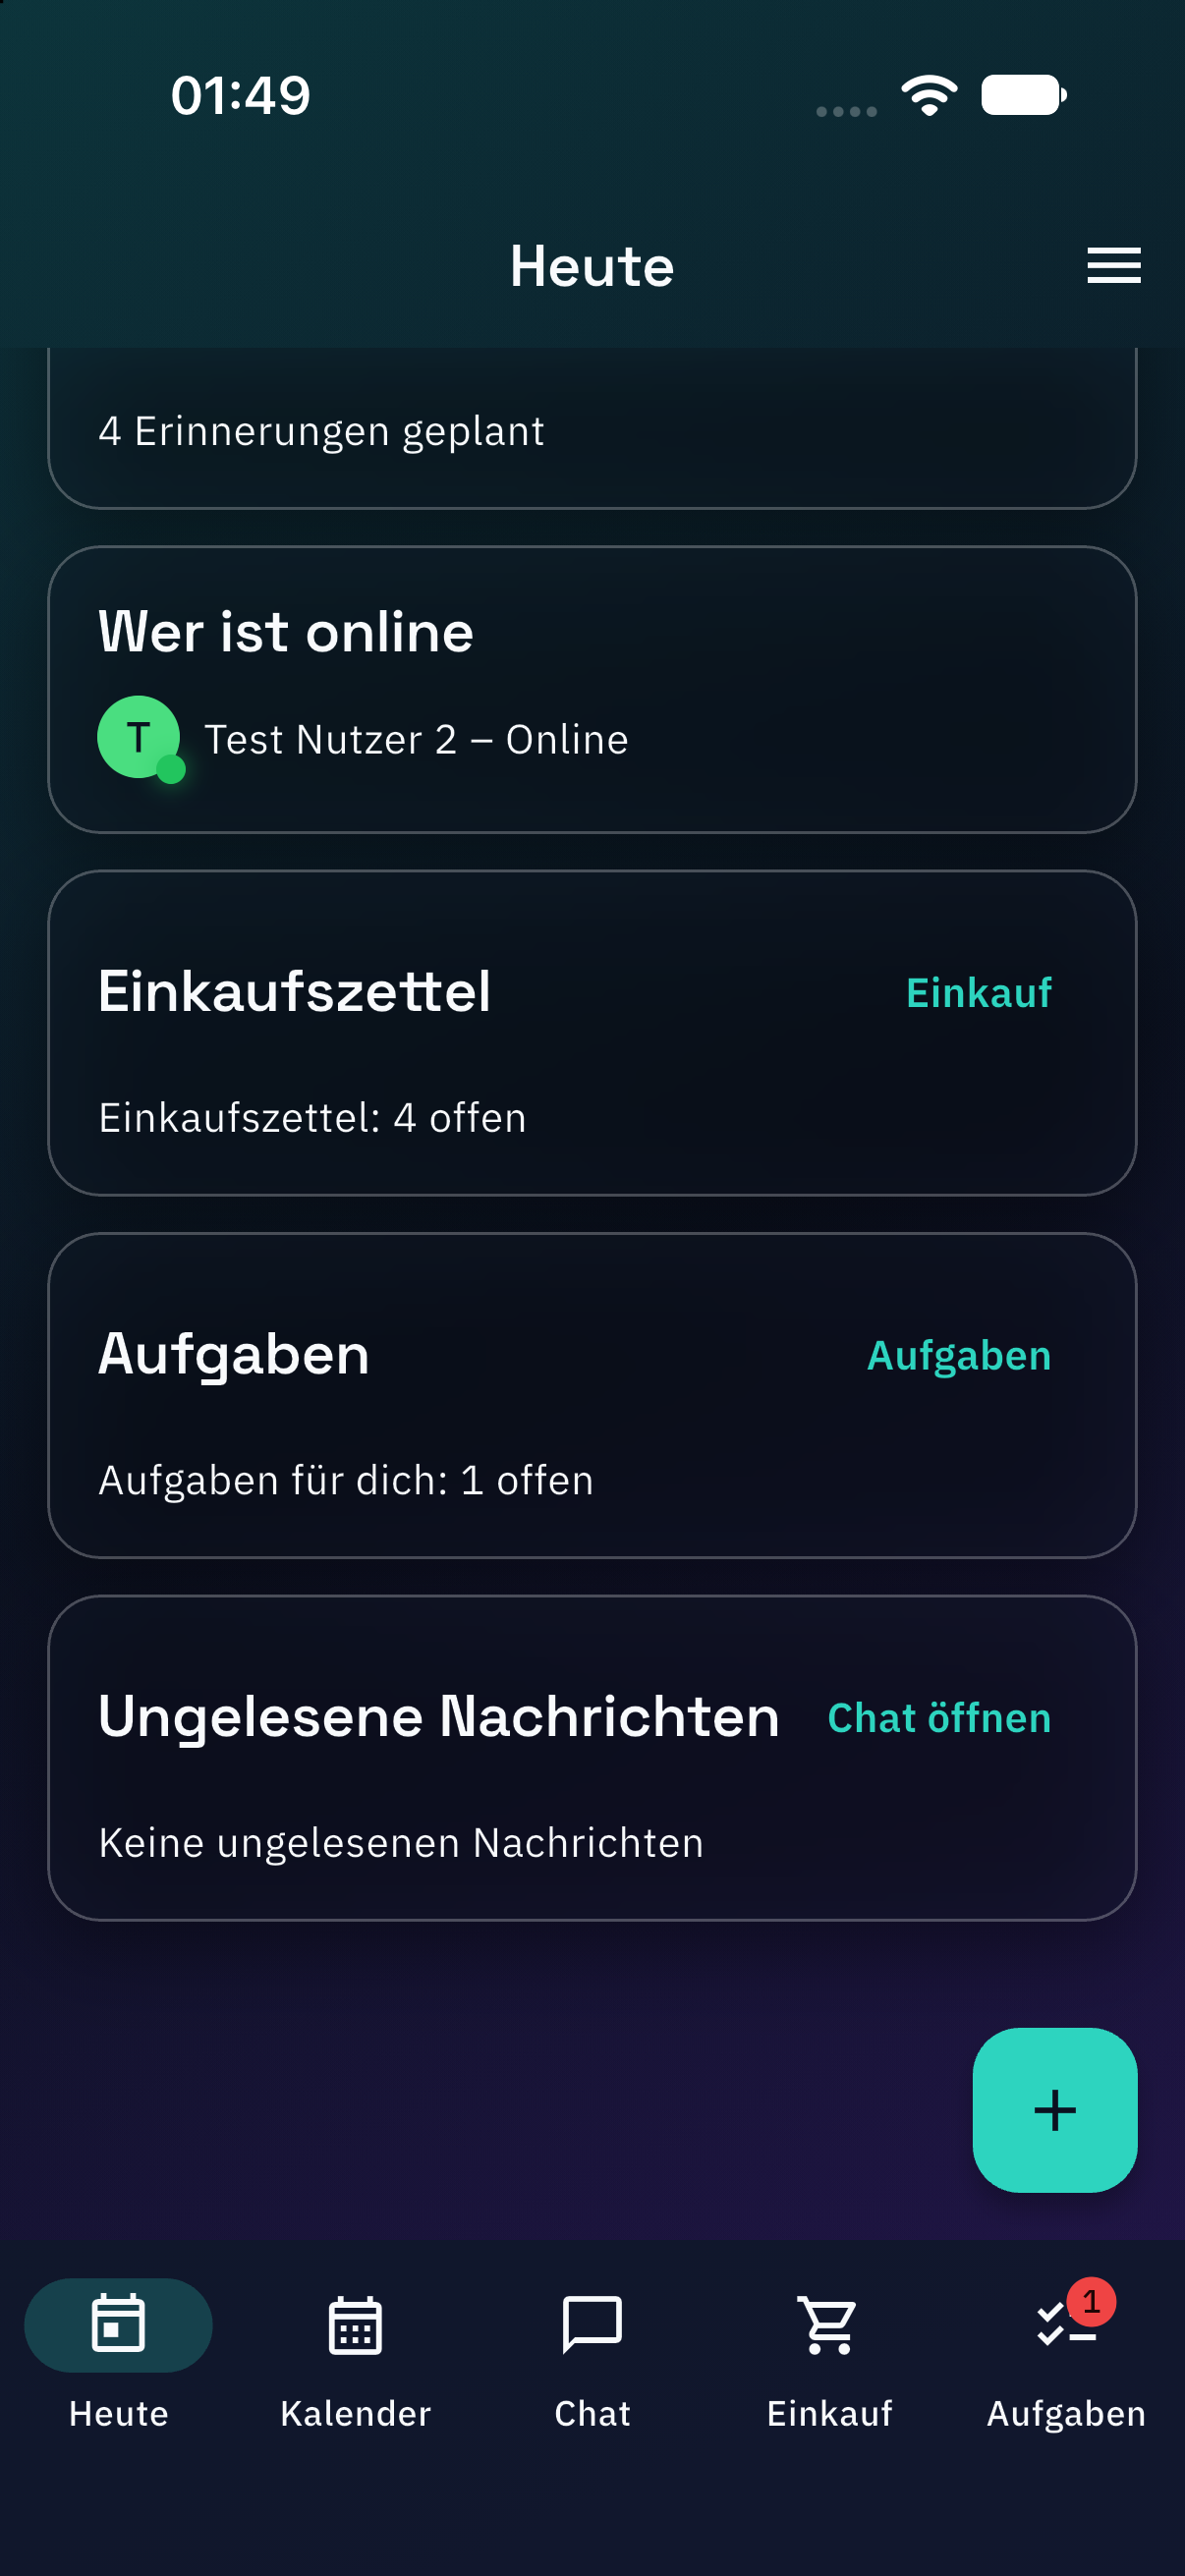 01:49
Heute
4 Erinnerungen geplant
Wer ist online
T Test Nutzer 2 – Online
Einkaufszettel Einkauf
Einkaufszettel: 4 offen
Aufgaben Aufgaben
Aufgaben für dich: 1 offen
Ungelesene Nachrichten Chat öffnen
Keine ungelesenen Nachrichten
+
1
Heute Kalender Chat Einkauf Aufgaben